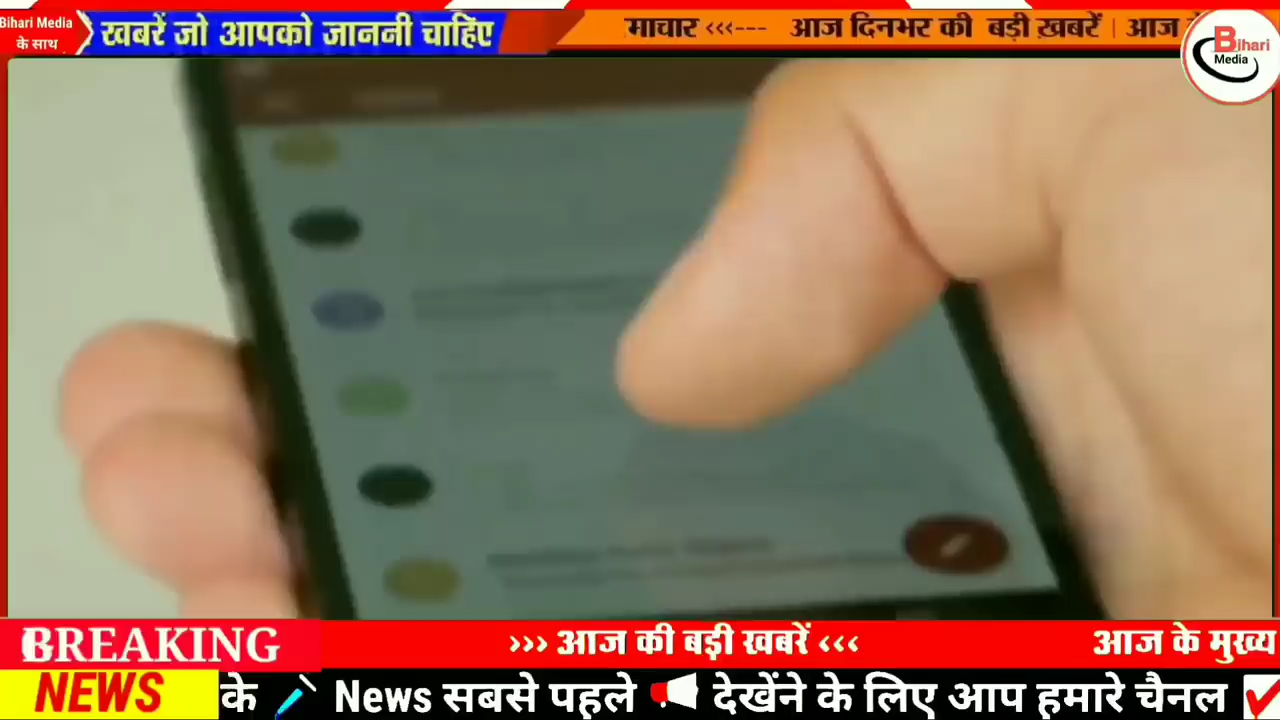 Bihari Media
के साथ
खबरें जो आपको जाननी चाहिए
माचार <<<--- आज दिनभर की बड़ी ख़बरें | आज
Bihari
Media
BREAKING
>>> आज की बड़ी खबरें <<<
आज के मुख्य
NEWS
के News सबसे पहले देखेंने के लिए आप हमारे चैनल